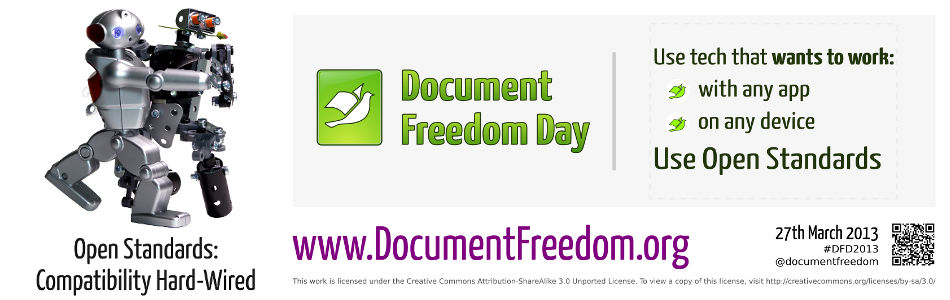 Open Standards:
Compatibility Hard-Wired
Document
Freedom Day
Use tech that wants to work:
with any app
on any device
Use Open Standards
www.DocumentFreedom.org
27th March 2013
#DFD2013
@documentfreedom
This work is licensed under the Creative Commons Attribution-ShareAlike 3.0 Unported License. To view a copy of this license, visit http://creativecommons.org/licenses/by-sa/3.0/